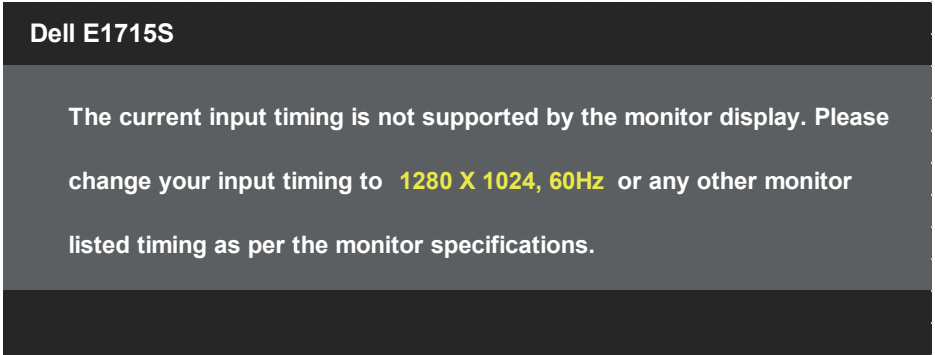 Dell E1715S
The current input timing is not supported by the monitor display. Please
change your input timing to 1280 X 1024, 60Hz or any other monitor
listed timing as per the monitor specifications.